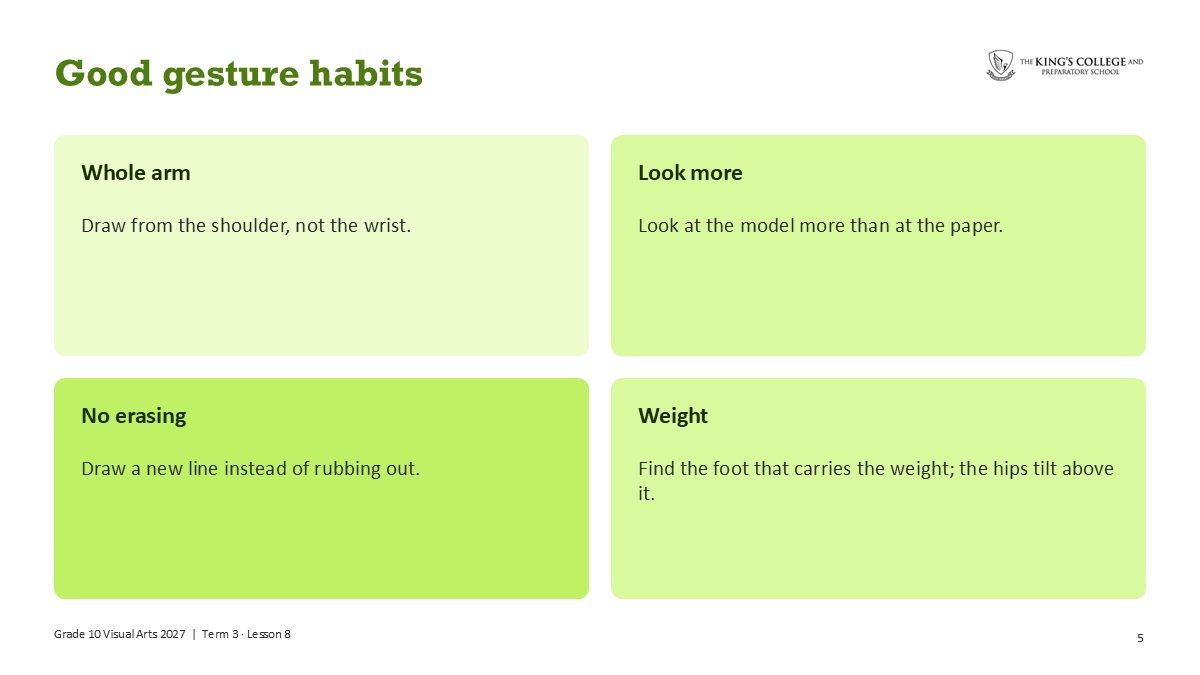 Good gesture habits
THE KING'S COLLEGE AND
PREPARATORY SCHOOL
Whole arm
Draw from the shoulder, not the wrist.
Look more
Look at the model more than at the paper.
No erasing
Draw a new line instead of rubbing out.
Weight
Find the foot that carries the weight; the hips tilt above
it.
Grade 10 Visual Arts 2027 | Term 3 · Lesson 8
5